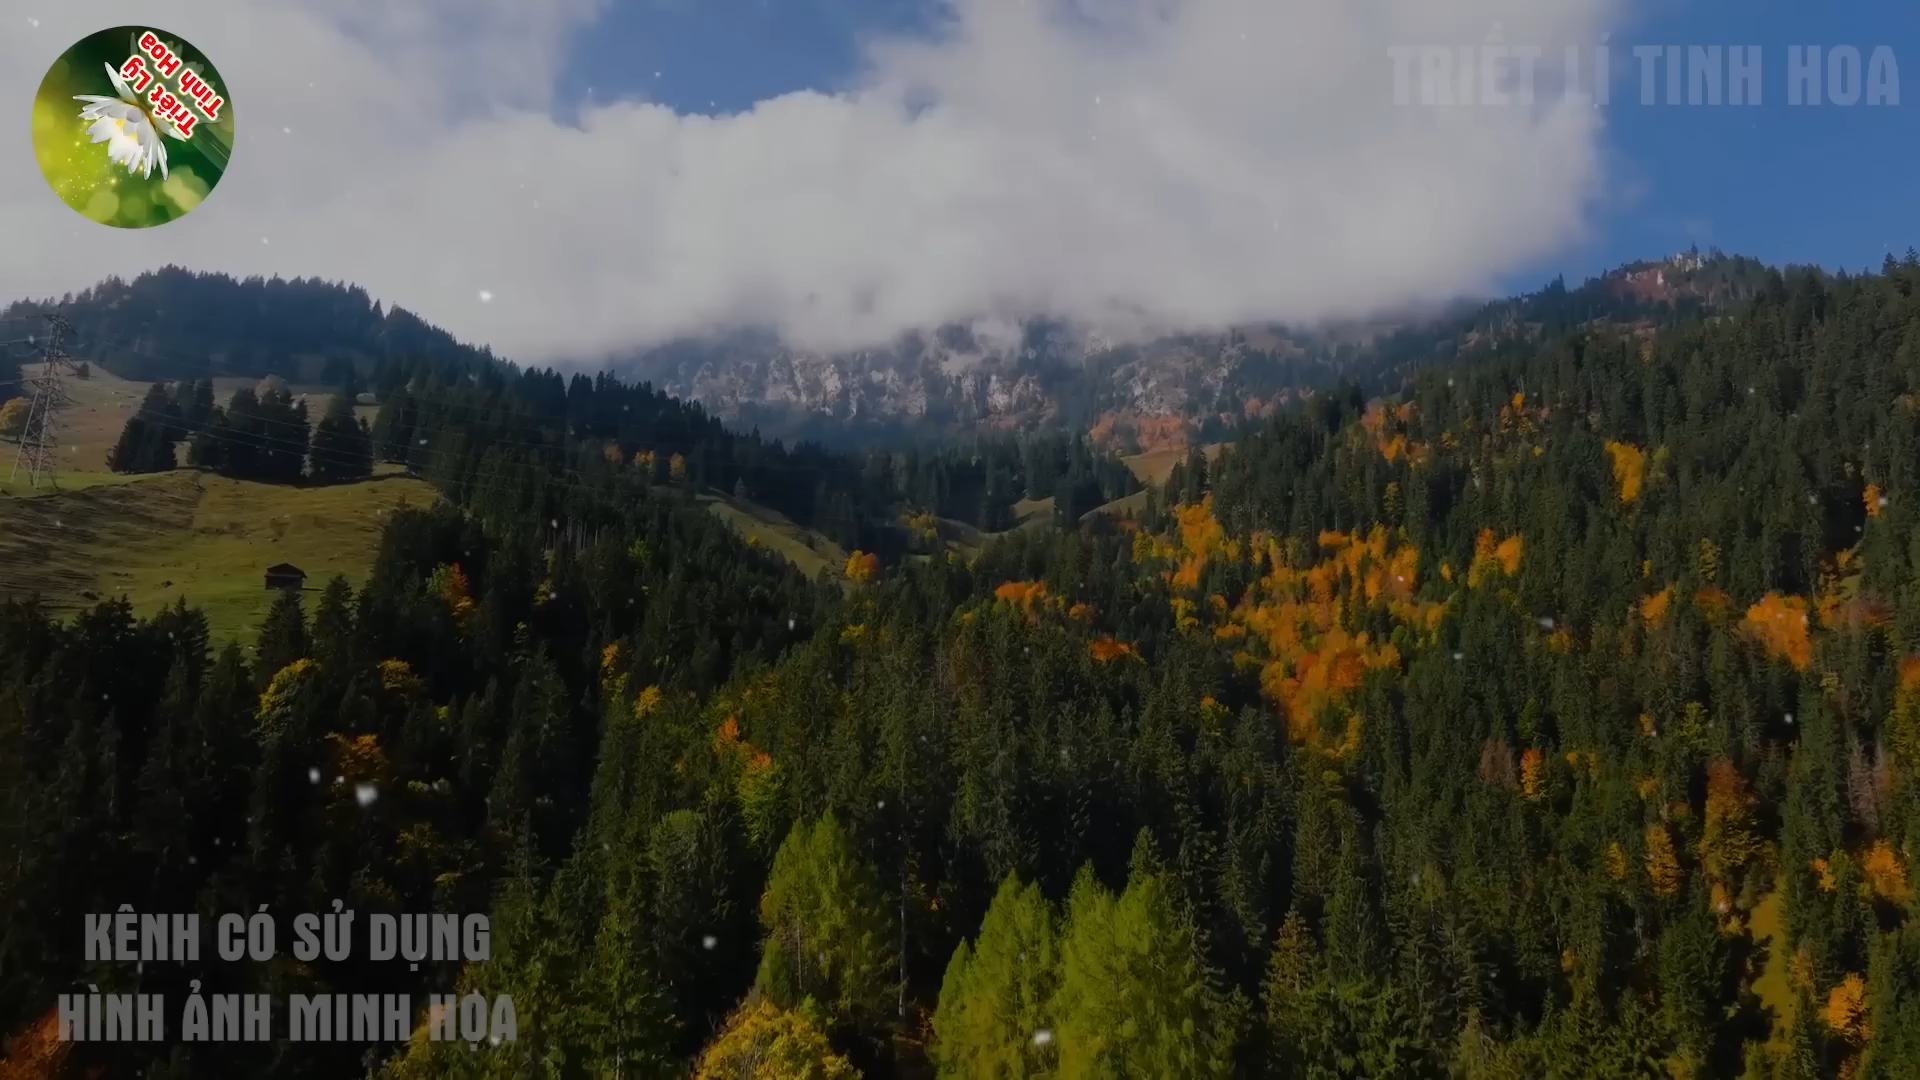 Triết Lý
Tinh Hoa
TRIẾT LÍ TINH HOA
KÊNH CÓ SỬ DỤNG
HÌNH ẢNH MINH HỌA